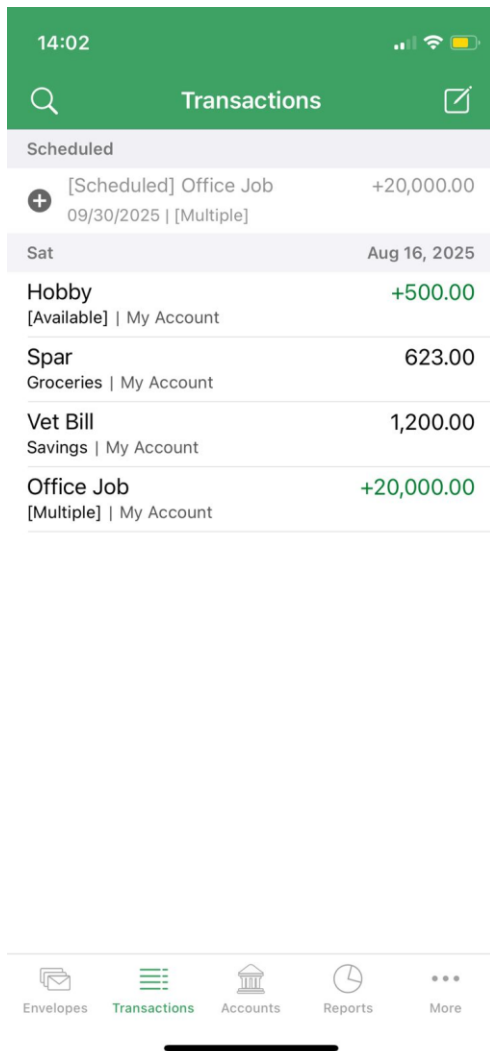 14:02
Transactions
Scheduled
[Scheduled] Office Job +20,000.00
09/30/2025 | [Multiple]
Sat Aug 16, 2025
Hobby +500.00
[Available] | My Account
Spar 623.00
Groceries | My Account
Vet Bill 1,200.00
Savings | My Account
Office Job +20,000.00
[Multiple] | My Account
Envelopes Transactions Accounts Reports More